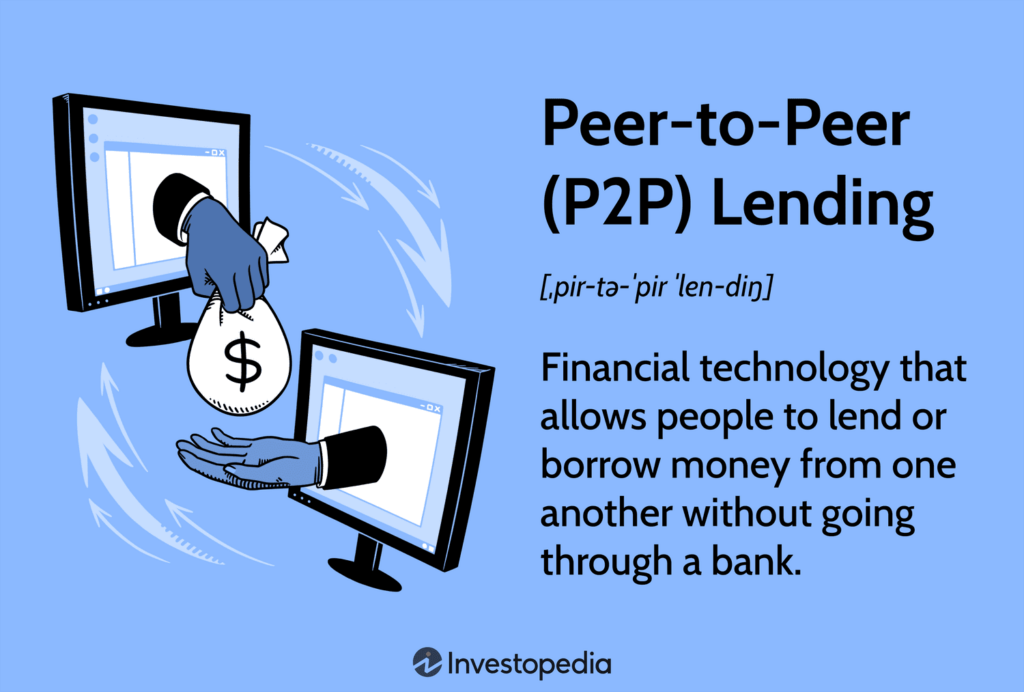 Peer-to-Peer
(P2P) Lending
[ˌpir-tə-ˈpir ˈlen-diŋ]
Financial technology that
allows people to lend or
borrow money from one
another without going
through a bank.
$
Investopedia